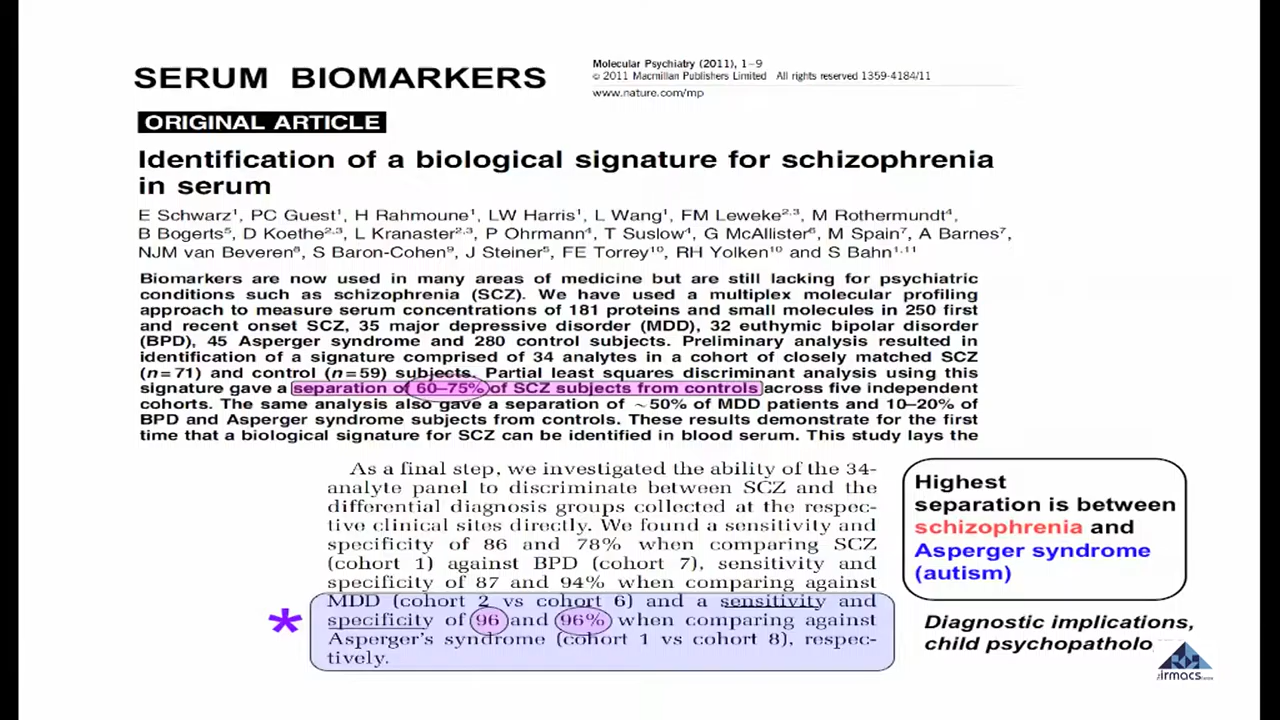 SERUM BIOMARKERS
Molecular Psychiatry (2011), 1–9
© 2011 Macmillan Publishers Limited All rights reserved 1359-4184/11
www.nature.com/mp
ORIGINAL ARTICLE
Identification of a biological signature for schizophrenia
in serum
E Schwarz¹, PC Guest¹, H Rahmoune¹, LW Harris¹, L Wang¹, FM Leweke²,³, M Rothermundt⁴,
B Bogerts⁵, D Koethe²,³, L Kranaster²,³, P Ohrmann⁴, T Suslow⁴, G McAllister⁶, M Spain⁷, A Barnes⁷,
NJM van Beveren⁸, S Baron-Cohen⁹, J Steiner⁵, FE Torrey¹⁰, RH Yolken¹⁰ and S Bahn¹,¹¹
Biomarkers are now used in many areas of medicine but are still lacking for psychiatric
conditions such as schizophrenia (SCZ). We have used a multiplex molecular profiling
approach to measure serum concentrations of 181 proteins and small molecules in 250 first
and recent onset SCZ, 35 major depressive disorder (MDD), 32 euthymic bipolar disorder
(BPD), 45 Asperger syndrome and 280 control subjects. Preliminary analysis resulted in
identification of a signature comprised of 34 analytes in a cohort of closely matched SCZ
(n=71) and control (n=59) subjects. Partial least squares discriminant analysis using this
signature gave a separation of 60–75% of SCZ subjects from controls across five independent
cohorts. The same analysis also gave a separation of ~50% of MDD patients and 10–20% of
BPD and Asperger syndrome subjects from controls. These results demonstrate for the first
time that a biological signature for SCZ can be identified in blood serum. This study lays the
As a final step, we investigated the ability of the 34-
analyte panel to discriminate between SCZ and the
differential diagnosis groups collected at the respec-
tive clinical sites directly. We found a sensitivity and
specificity of 86 and 78% when comparing SCZ
(cohort 1) against BPD (cohort 7), sensitivity and
specificity of 87 and 94% when comparing against
MDD (cohort 2 vs cohort 6) and a sensitivity and
* specificity of 96 and 96% when comparing against
Asperger's syndrome (cohort 1 vs cohort 8), respec-
tively.
Highest
separation is between
schizophrenia and
Asperger syndrome
(autism)
Diagnostic implications,
child psychopatholo
irmacs